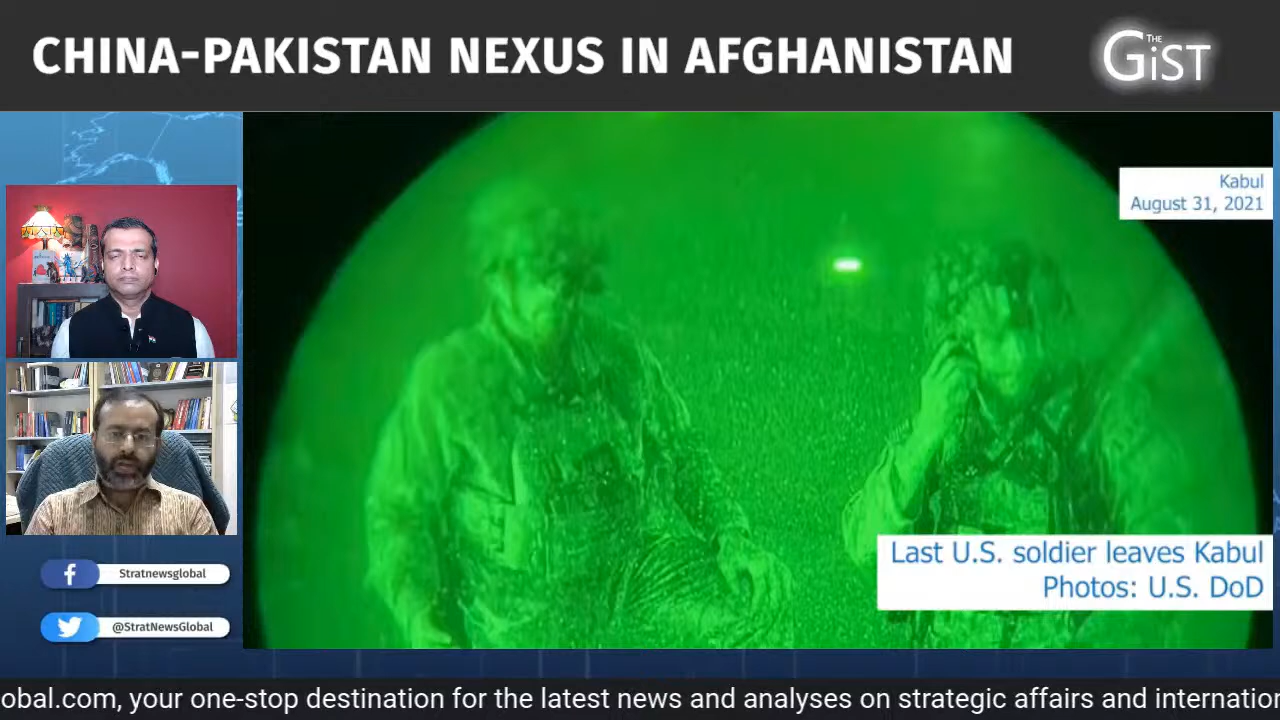 CHINA-PAKISTAN NEXUS IN AFGHANISTAN
THE
GiST
Kabul
August 31, 2021
Last U.S. soldier leaves Kabul
Photos: U.S. DoD
Stratnewsglobal
@StratNewsGlobal
obal.com, your one-stop destination for the latest news and analyses on strategic affairs and internatio